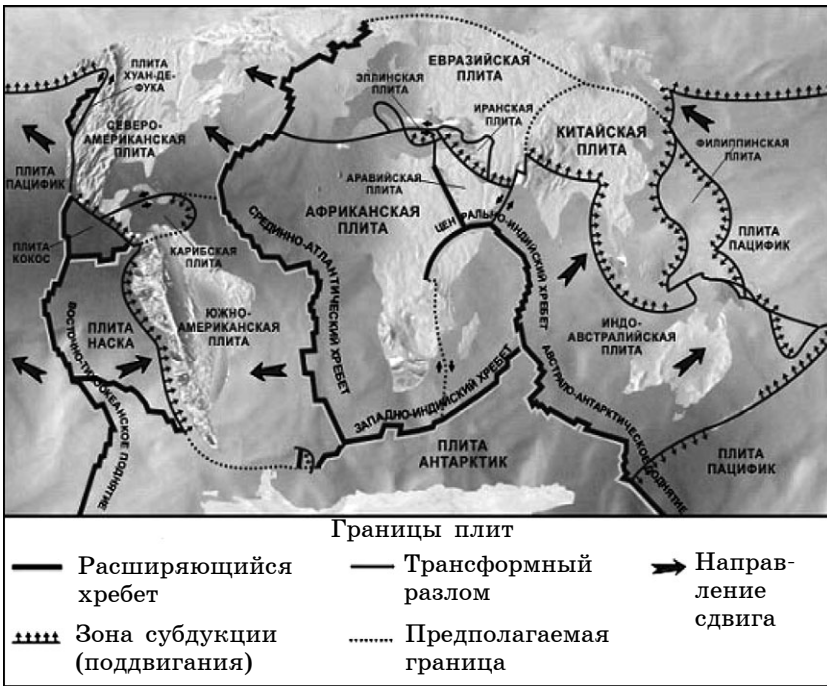 ПЛИТА
ХУАН-ДЕ-
ФУКА
СЕВЕРО-
АМЕРИКАНСКАЯ
ПЛИТА
ПЛИТА
ПАЦИФИК
ПЛИТА
КОКОС
КАРИБСКАЯ
ПЛИТА
ПЛИТА
НАСКА
ЮЖНО-
АМЕРИКАНСКАЯ
ПЛИТА
ВОСТОЧНО-ТИХООКЕАНСКОЕ ПОДНЯТИЕ
СРЕДИННО-АТЛАНТИЧЕСКИЙ ХРЕБЕТ
ЕВРАЗИЙСКАЯ
ПЛИТА
ЭЛЛИНСКАЯ
ПЛИТА
ИРАНСКАЯ
ПЛИТА
АРАВИЙСКАЯ
ПЛИТА
АФРИКАНСКАЯ
ПЛИТА
ЦЕНТРАЛЬНО-ИНДИЙСКИЙ ХРЕБЕТ
ЗАПАДНО-ИНДИЙСКИЙ ХРЕБЕТ
КИТАЙСКАЯ
ПЛИТА
ФИЛИППИНСКАЯ
ПЛИТА
ПЛИТА
ПАЦИФИК
ИНДО-
АВСТРАЛИЙСКАЯ
ПЛИТА
АВСТРАЛО-АНТАРКТИЧЕСКОЕ ПОДНЯТИЕ
ПЛИТА
АНТАРКТИК
ПЛИТА
ПАЦИФИК
Границы плит
Расширяющийся
хребет
Трансформный
разлом
Направ-
ление
сдвига
Зона субдукции
(поддвигания)
Предполагаемая
граница